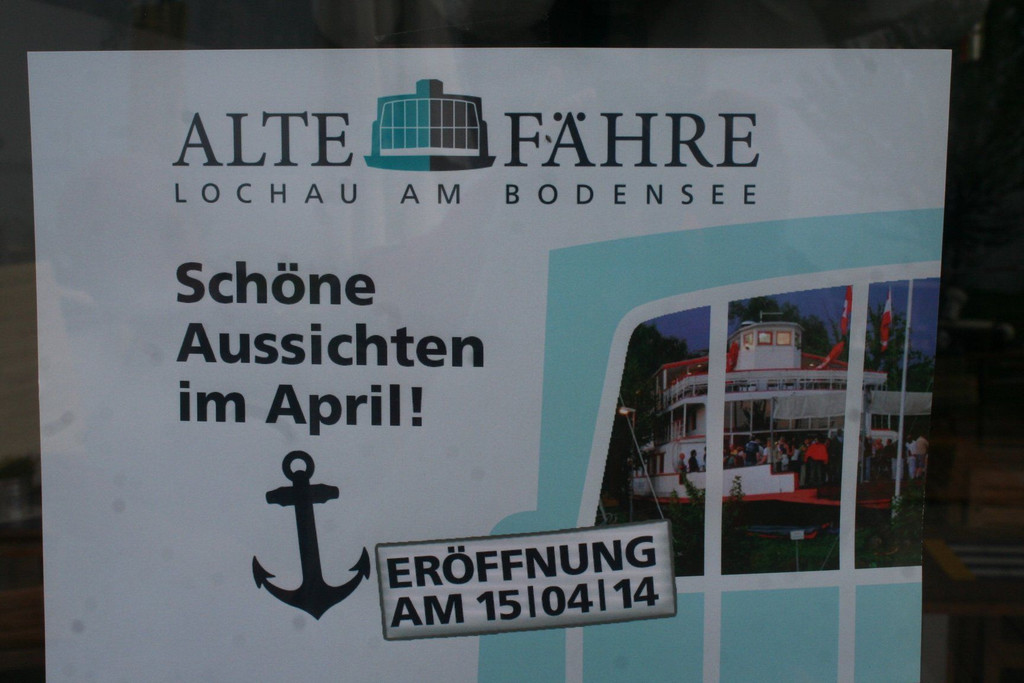 ALTE FÄHRE
LOCHAU AM BODENSEE
Schöne
Aussichten
im April!
ERÖFFNUNG
AM 15|04|14